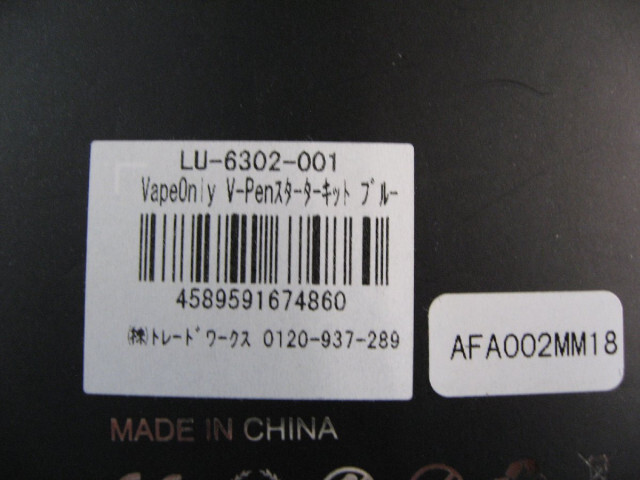 LU-6302-001
VapeOnly V-Penｽﾀｰﾀｰｷｯﾄ ﾌﾞﾙｰ
4589591674860
㈱ﾄﾚｰﾄﾞﾜｰｸｽ 0120-937-289
AFA002MM18
MADE IN CHINA